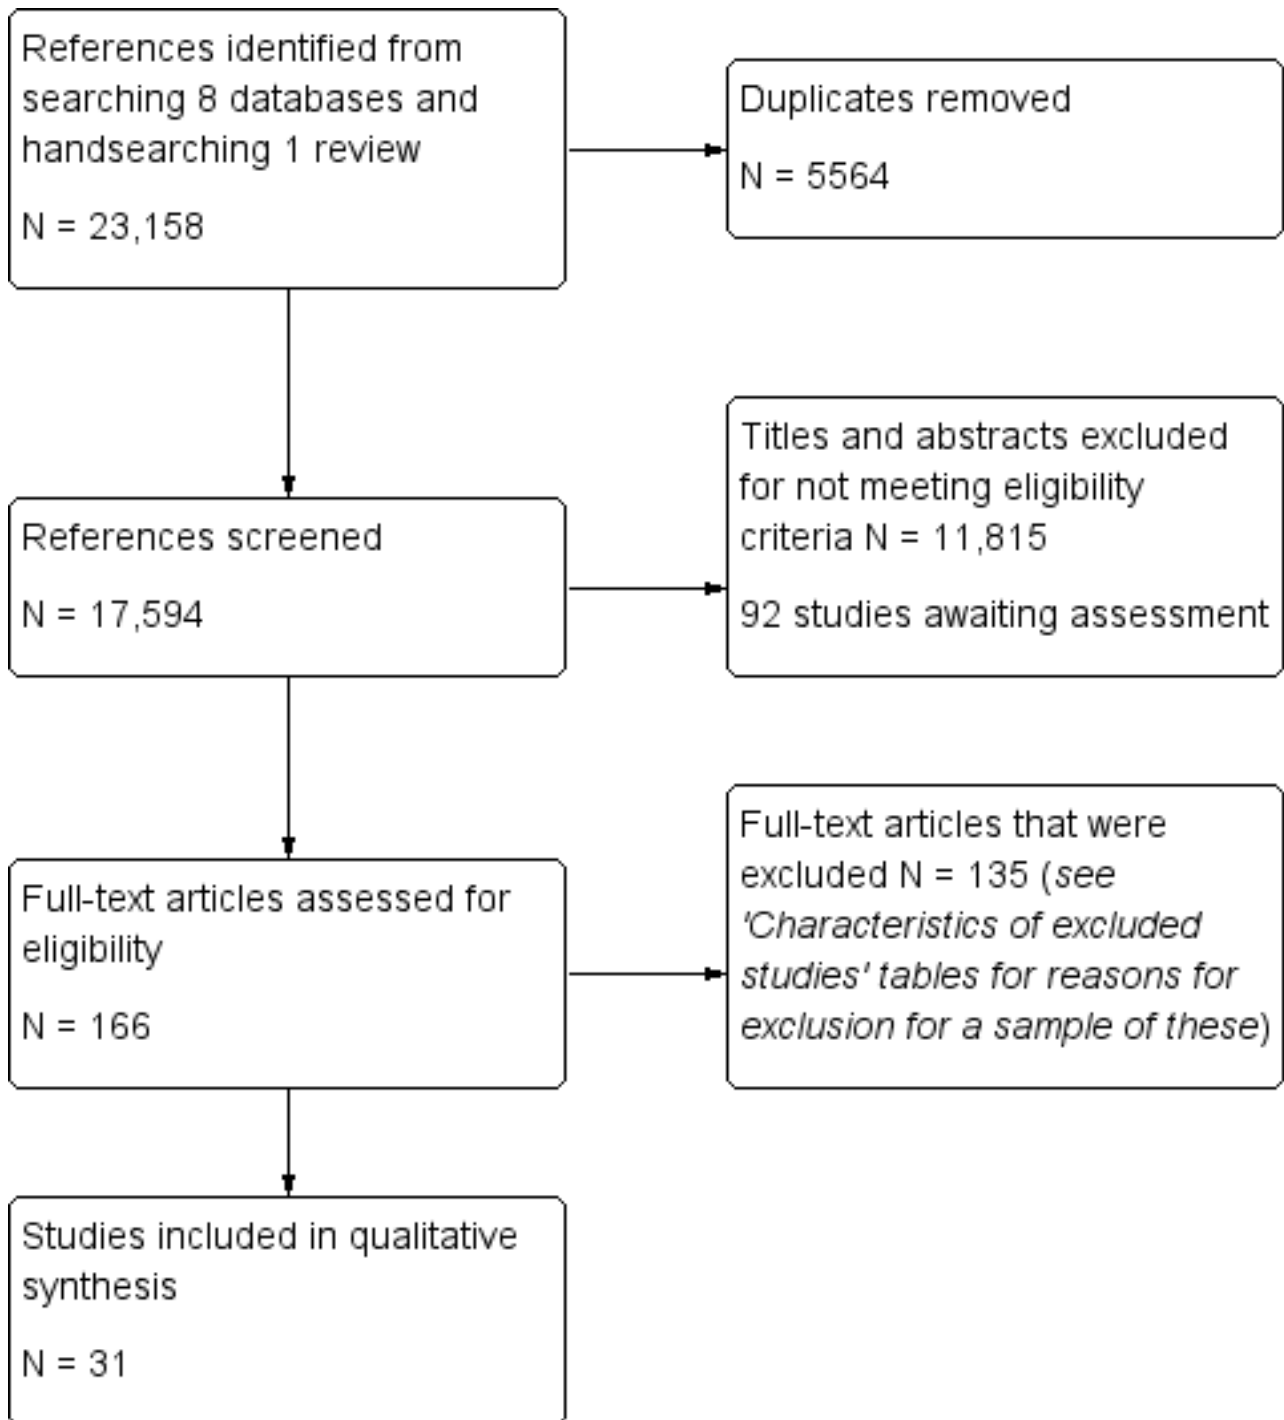 References identified from
searching 8 databases and
handsearching 1 review
N = 23,158
Duplicates removed
N = 5564
References screened
N = 17,594
Titles and abstracts excluded
for not meeting eligibility
criteria N = 11,815
92 studies awaiting assessment
Full-text articles assessed for
eligibility
N = 166
Full-text articles that were
excluded N = 135 (see
'Characteristics of excluded
studies' tables for reasons for
exclusion for a sample of these)
Studies included in qualitative
synthesis
N = 31